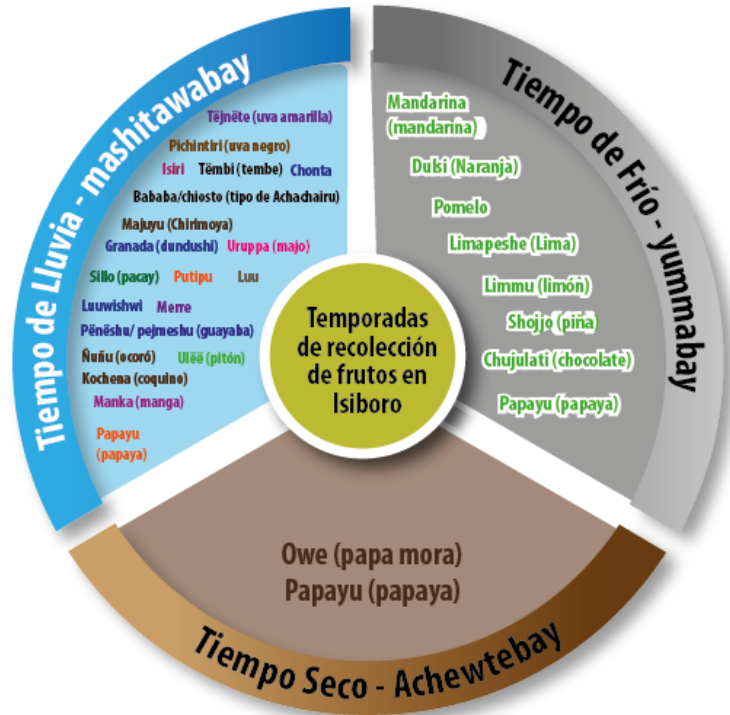 Tiempo de Lluvia - mashitawabay
Tëjnëte (uva amarilla)
Pichintiri (uva negro)
Isiri Tëmbi (tembe) Chonta
Bababa/chiosto (tipo de Achachairu)
Majuyu (Chirimoya)
Granada (dundushi) Uruppa (majo)
Sillo (pacay) Putipu Luu
Luuwishwi Merre
Pënëshu/ pejmeshu (guayaba)
Ñuñu (ocoró) Ulëë (pitón)
Kochena (coquino)
Manka (manga)
Papayu
(papaya)
Tiempo de Frío - yummabay
Mandarina
(mandarina)
Dulsi (Naranja)
Pomelo
Limapeshe (Lima)
Limmu (limón)
Shojjo (piña)
Chujulati (chocolate)
Papayu (papaya)
Temporadas
de recolección
de frutos en
Isiboro
Owe (papa mora)
Papayu (papaya)
Tiempo Seco - Achewtebay